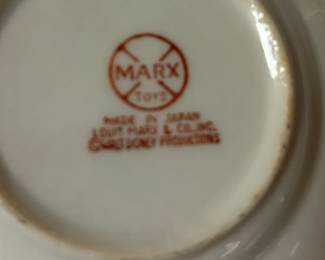 MARX
TOYS
MADE IN JAPAN
LOUIS MARX & CO. INC.
© WALT DISNEY PRODUCTIONS